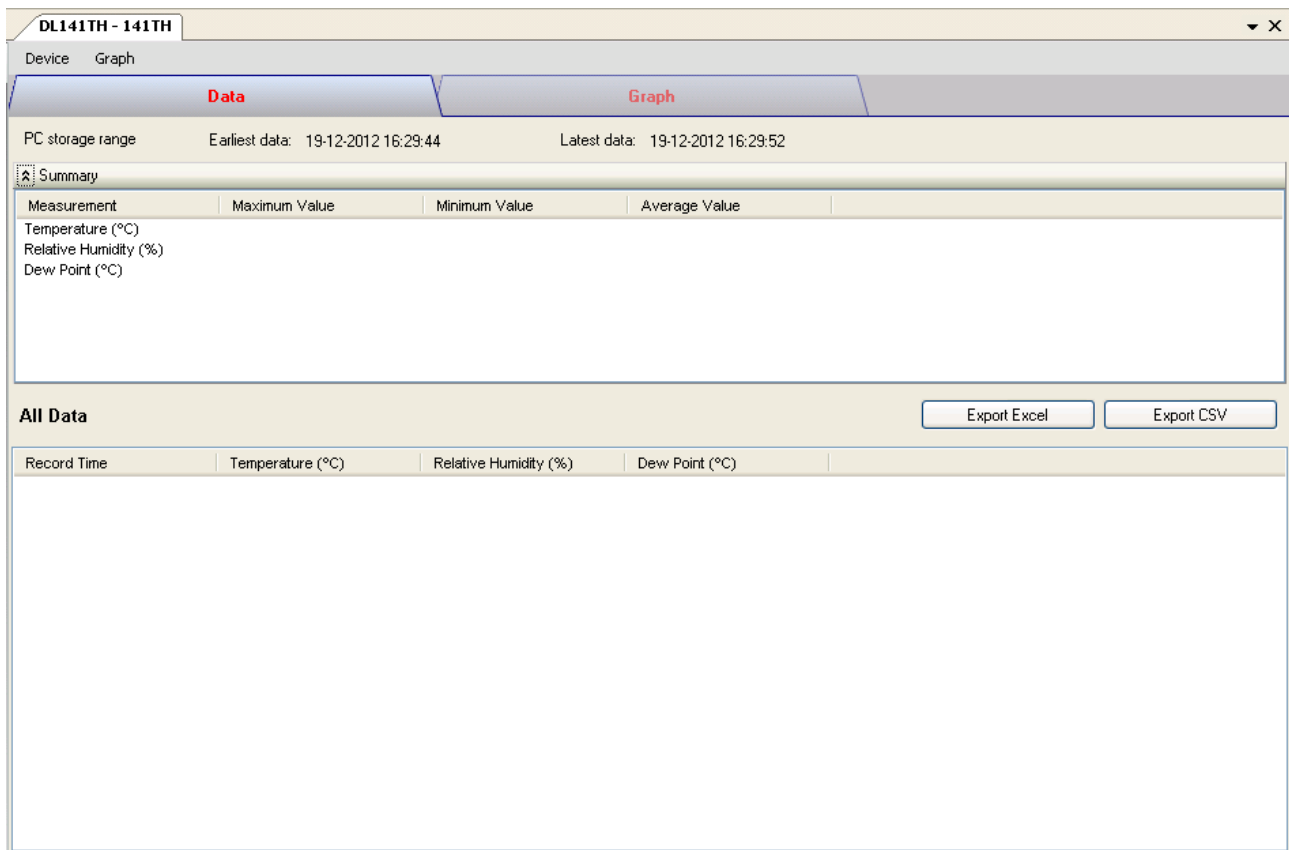 DL141TH - 141TH
Device Graph
Data Graph
PC storage range Earliest data: 19-12-2012 16:29:44 Latest data: 19-12-2012 16:29:52
Summary
Measurement Maximum Value Minimum Value Average Value
Temperature (°C)
Relative Humidity (%)
Dew Point (°C)
All Data Export Excel Export CSV
Record Time Temperature (°C) Relative Humidity (%) Dew Point (°C)